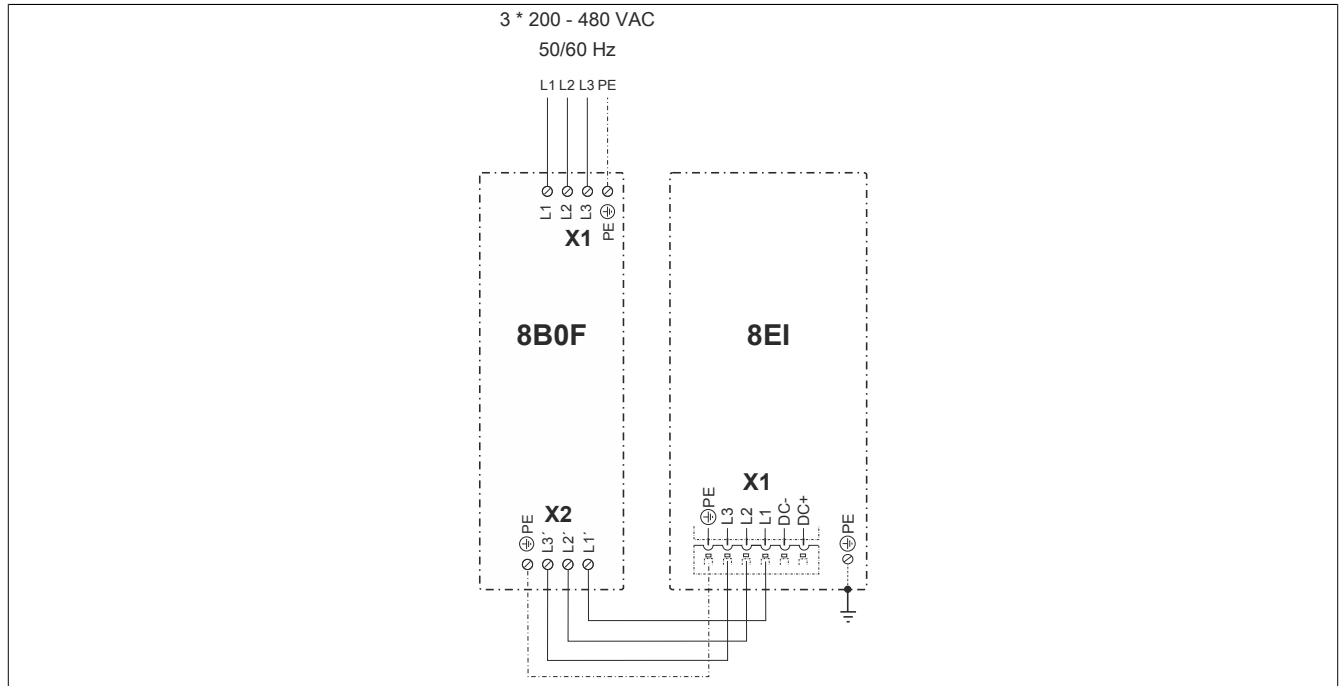 3 * 200 - 480 VAC
50/60 Hz
L1 L2 L3 PE
L1
L2
L3
PE
X1
8B0F
8EI
X2
PE
L3´
L2´
L1´
X1
PE
L3
L2
L1
DC-
DC+
PE